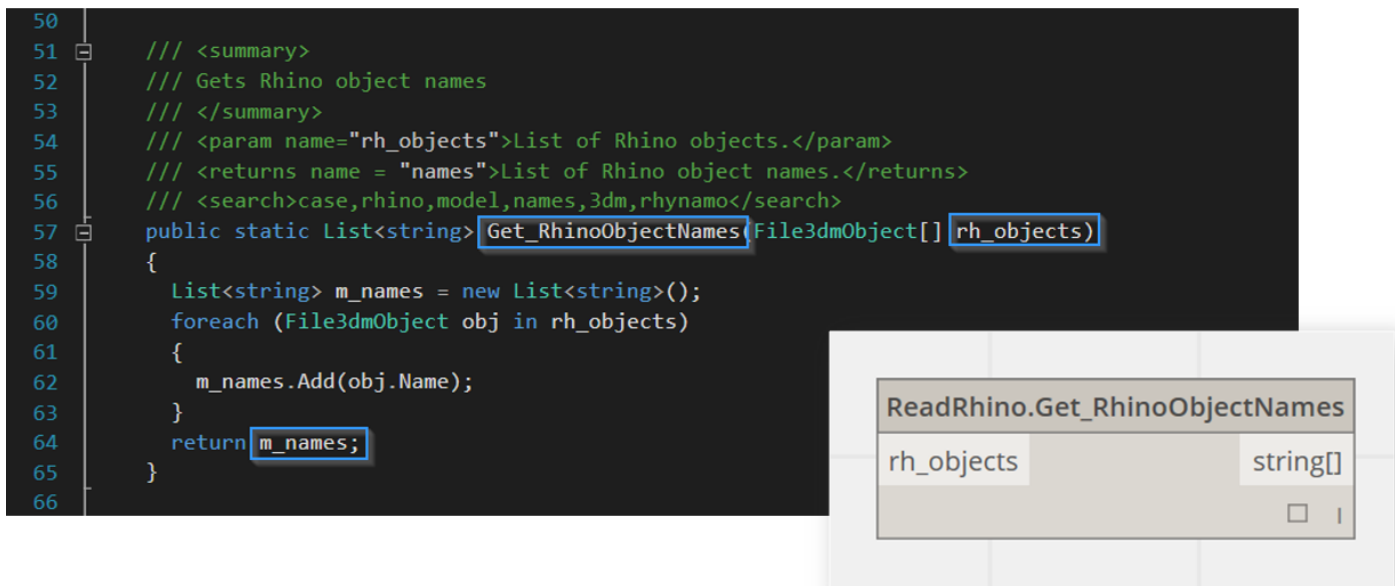 50
51 /// <summary>
52 /// Gets Rhino object names
53 /// </summary>
54 /// <param name="rh_objects">List of Rhino objects.</param>
55 /// <returns name = "names">List of Rhino object names.</returns>
56 /// <search>case,rhino,model,names,3dm,rhynamo</search>
57 public static List<string> Get_RhinoObjectNames(File3dmObject[] rh_objects)
58 {
59 List<string> m_names = new List<string>();
60 foreach (File3dmObject obj in rh_objects)
61 {
62 m_names.Add(obj.Name);
63 }
64 return m_names;
65 }
66
ReadRhino.Get_RhinoObjectNames
rh_objects string[]
l